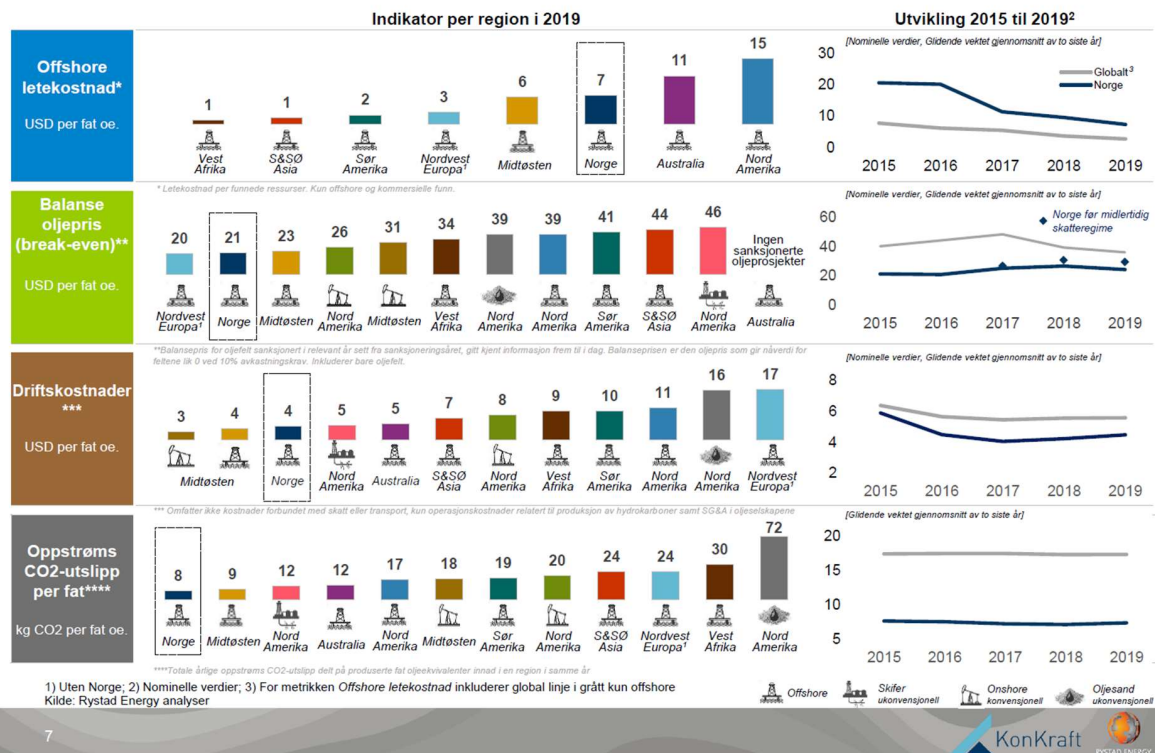 Indikator per region i 2019
Utvikling 2015 til 2019²
Offshore
letekostnad*
USD per fat oe.
1
1
2
3
6
7
11
15
Vest
Afrika
S&SØ
Asia
Sør
Amerika
Nordvest
Europa¹
Midtøsten
Norge
Australia
Nord
Amerika
* Letekostnad per funnede ressurser. Kun offshore og kommersielle funn.
[Nominelle verdier, Glidende vektet gjennomsnitt av to siste år]
30
20
10
0
Globalt³
Norge
2015 2016 2017 2018 2019
Balanse
oljepris
(break-even)**
USD per fat oe.
20
21
23
26
31
34
39
39
41
44
46
Ingen
sanksjonerte
oljeprosjekter
Nordvest
Europa¹
Norge
Midtøsten
Nord
Amerika
Midtøsten
Vest
Afrika
Nord
Amerika
Nord
Amerika
Sør
Amerika
S&SØ
Asia
Nord
Amerika
Australia
**Balansepris for oljefelt sanksjonert i relevant år sett fra sanksjoneringsåret, gitt kjent informasjon frem til i dag. Balanseprisen er den oljepris som gir nåverdi for
feltene lik 0 ved 10% avkastningskrav. Inkluderer bare oljefelt.
[Nominelle verdier, Glidende vektet gjennomsnitt av to siste år]
60
40
20
0
Norge før midlertidig
skatteregime
2015 2016 2017 2018 2019
Driftskostnader
***
USD per fat oe.
3
4
4
5
5
7
8
9
10
11
16
17
Midtøsten
Norge
Nord
Amerika
Australia
S&SØ
Asia
Nord
Amerika
Vest
Afrika
Sør
Amerika
Nord
Amerika
Nord
Amerika
Nordvest
Europa¹
*** Omfatter ikke kostnader forbundet med skatt eller transport, kun operasjonskostnader relatert til produksjon av hydrokarboner samt SG&A i oljeselskapene
[Nominelle verdier, Glidende vektet gjennomsnitt av to siste år]
8
6
4
2
2015 2016 2017 2018 2019
Oppstrøms
CO2-utslipp
per fat****
kg CO2 per fat oe.
8
9
12
12
17
18
19
20
24
24
30
72
Norge
Midtøsten
Nord
Amerika
Australia
Nord
Amerika
Midtøsten
Sør
Amerika
Nord
Amerika
S&SØ
Asia
Nordvest
Europa¹
Vest
Afrika
Nord
Amerika
****Totale årlige oppstrøms CO2-utslipp delt på produserte fat oljeekvivalenter innad i en region i samme år
[Glidende vektet gjennomsnitt av to siste år]
20
15
10
5
2015 2016 2017 2018 2019
1) Uten Norge; 2) Nominelle verdier; 3) For metrikken Offshore letekostnad inkluderer global linje i grått kun offshore
Kilde: Rystad Energy analyser
Offshore
Skifer
ukonvensjonell
Onshore
konvensjonell
Oljesand
ukonvensjonell
7
KonKraft
RYSTAD ENERGY